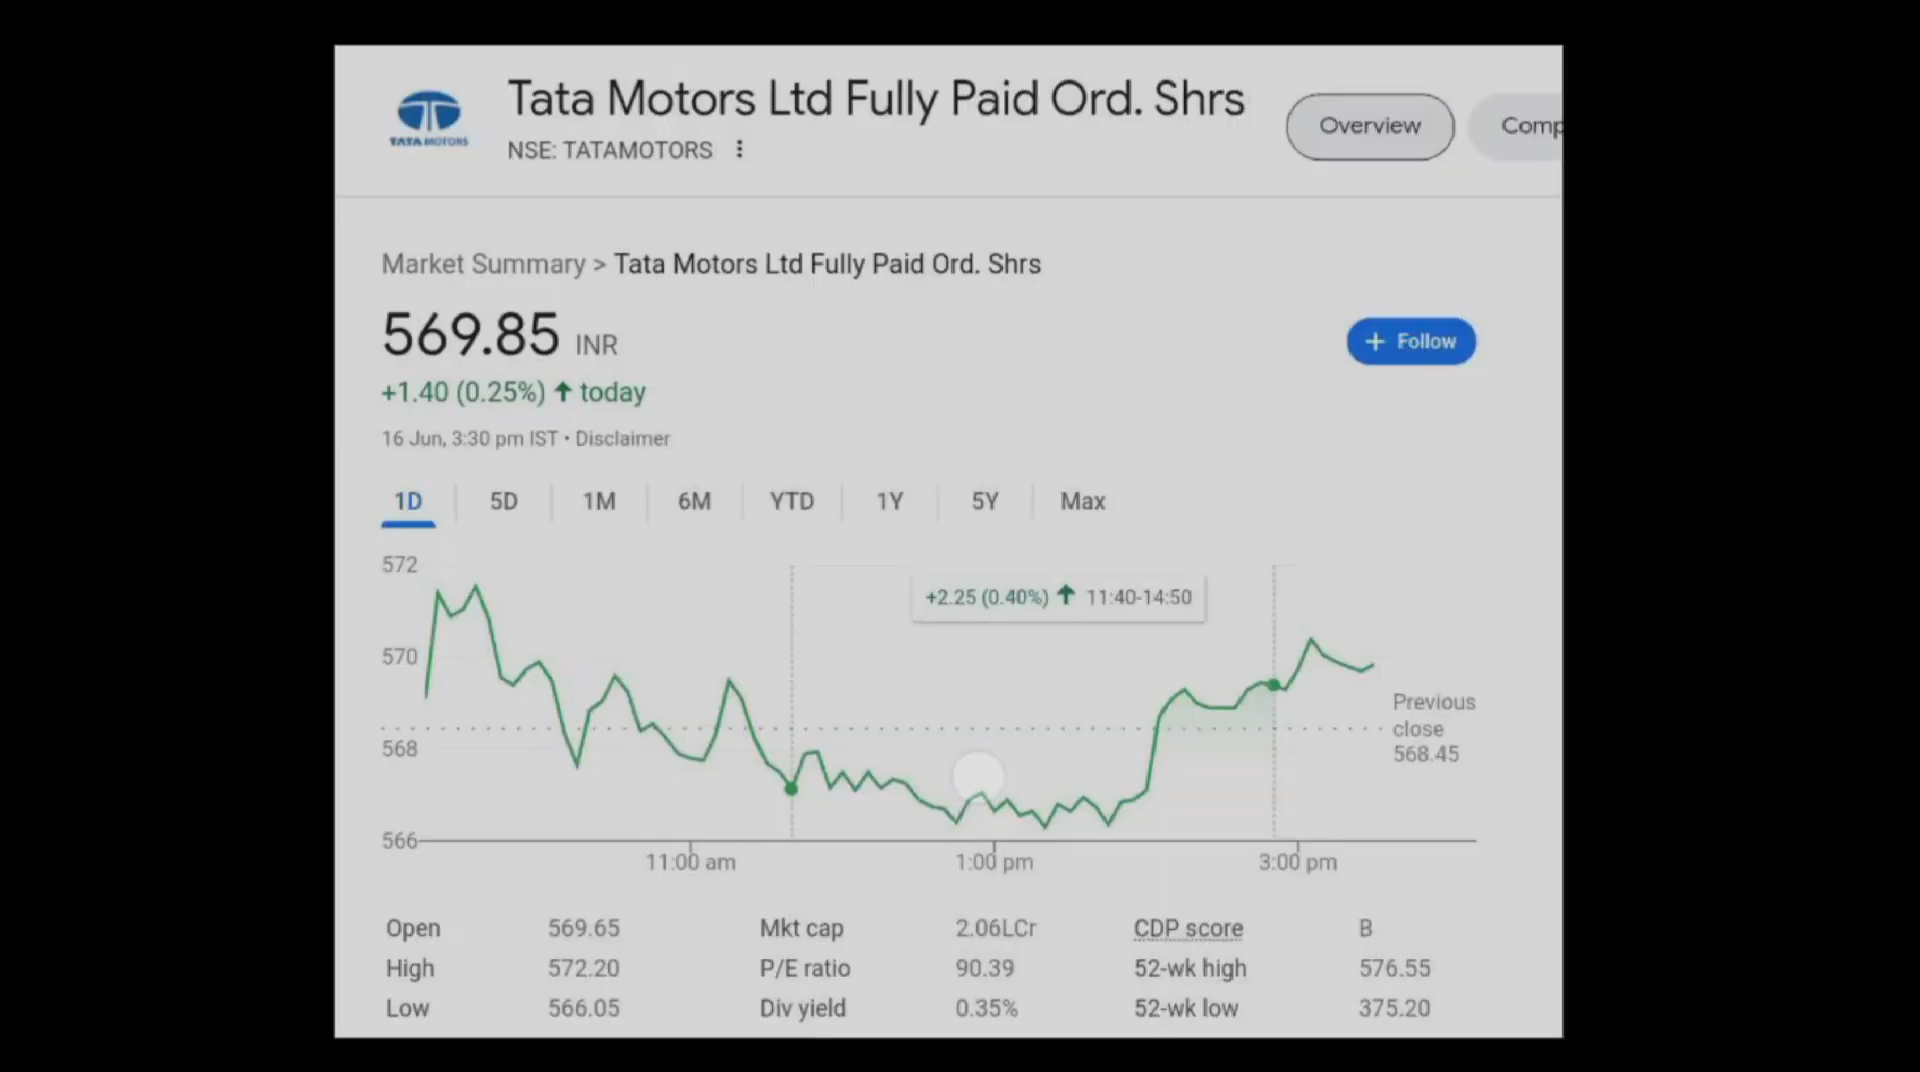 TATA MOTORS
Tata Motors Ltd Fully Paid Ord. Shrs
NSE: TATAMOTORS
Overview
Comp
Market Summary > Tata Motors Ltd Fully Paid Ord. Shrs
569.85 INR
+ Follow
+1.40 (0.25%) ↑ today
16 Jun, 3:30 pm IST • Disclaimer
1D 5D 1M 6M YTD 1Y 5Y Max
572
+2.25 (0.40%) ↑ 11:40-14:50
570
Previous
close
568.45
568
566
11:00 am 1:00 pm 3:00 pm
Open 569.65 Mkt cap 2.06LCr CDP score B
High 572.20 P/E ratio 90.39 52-wk high 576.55
Low 566.05 Div yield 0.35% 52-wk low 375.20